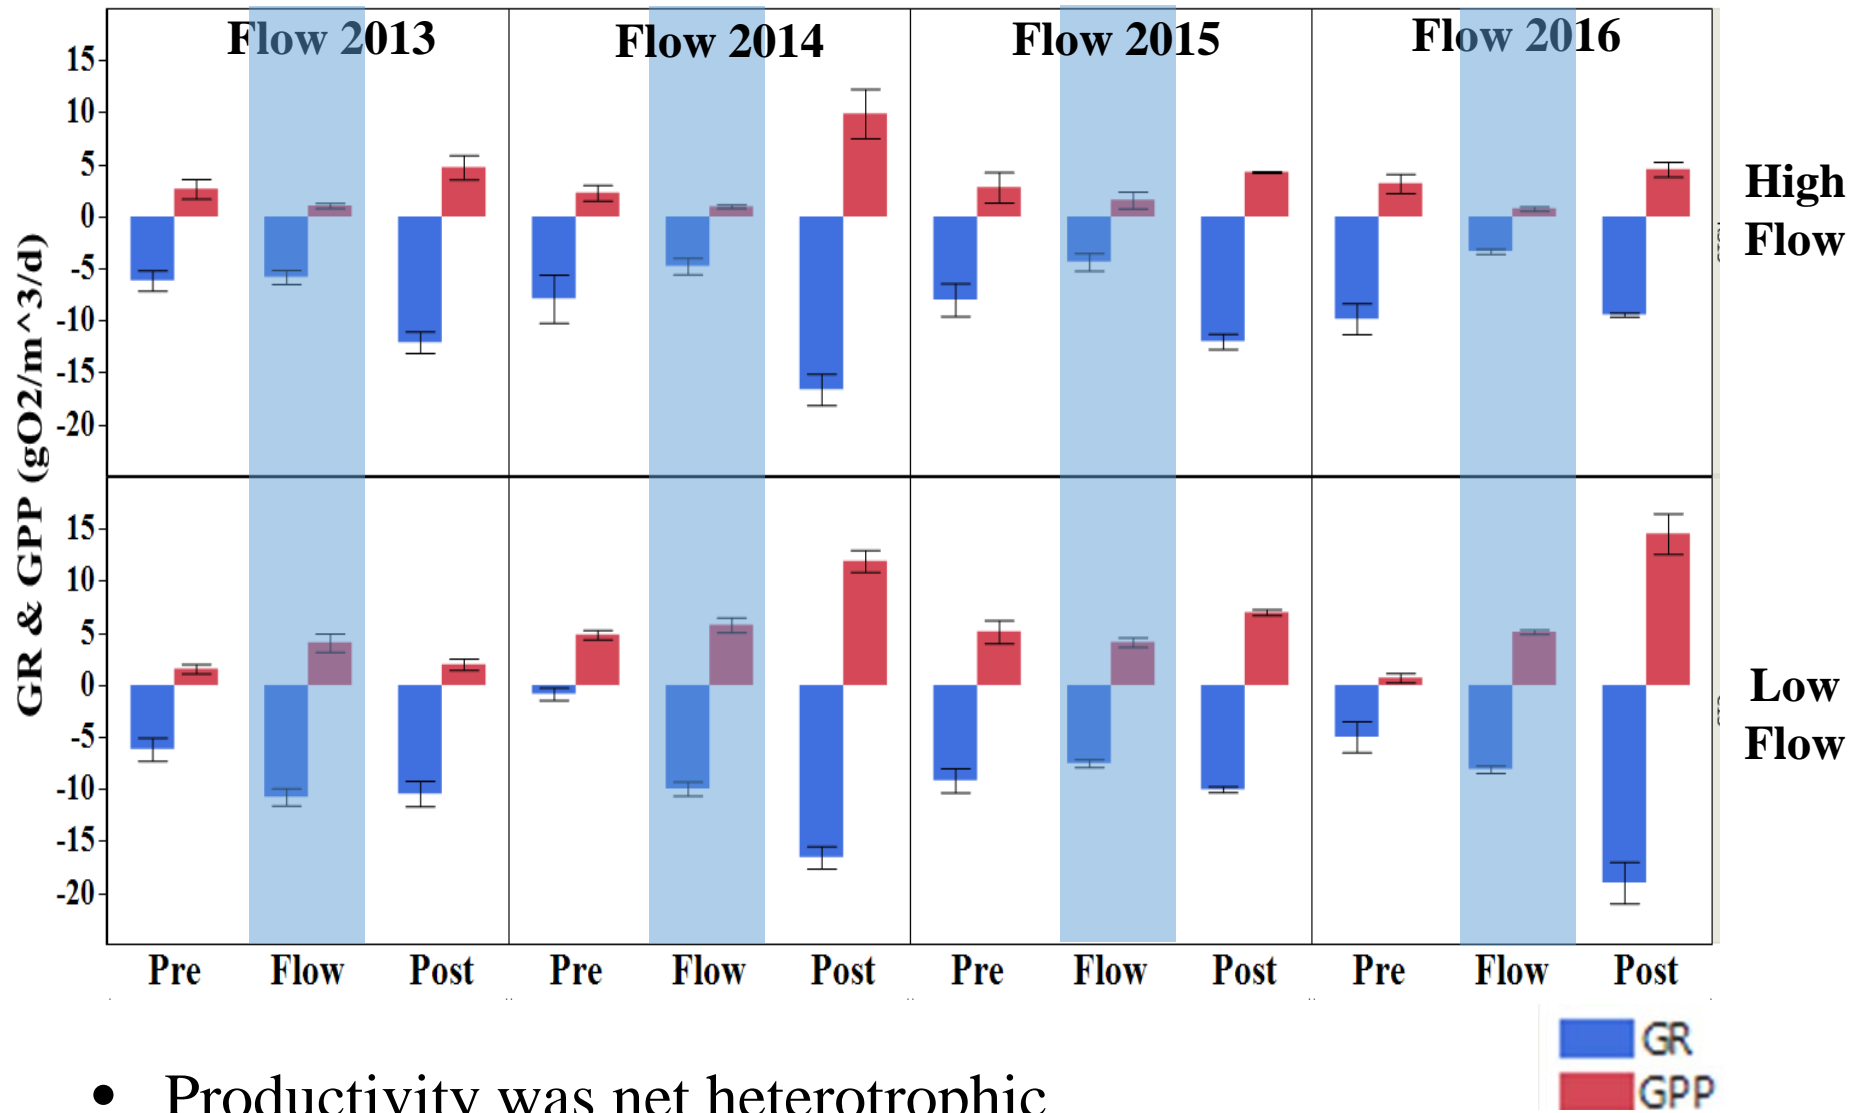 Flow 2013 Flow 2014 Flow 2015 Flow 2016
15
10
5
0
-5
-10
-15
-20
High
Flow
GR & GPP (gO2/m^3/d)
15
10
5
0
-5
-10
-15
-20
Low
Flow
Pre Flow Post Pre Flow Post Pre Flow Post Pre Flow Post
GR
GPP
• Productivity was net heterotrophic